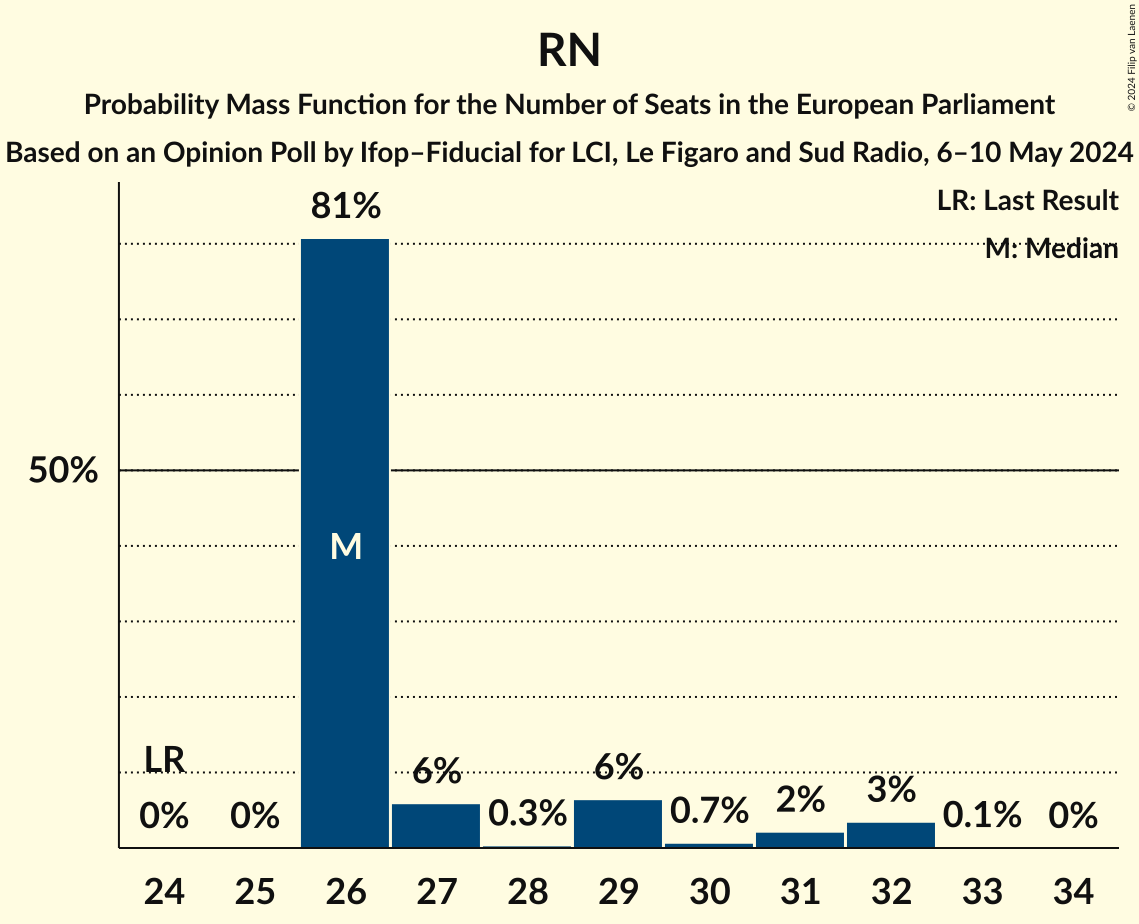 RN
Probability Mass Function for the Number of Seats in the European Parliament
Based on an Opinion Poll by Ifop–Fiducial for LCI, Le Figaro and Sud Radio, 6–10 May 2024
© 2024 Filip van Laenen
LR: Last Result
M: Median
81%
50%
M
LR
0% 0% 6% 0.3% 6% 0.7% 2% 3% 0.1% 0%
24 25 26 27 28 29 30 31 32 33 34